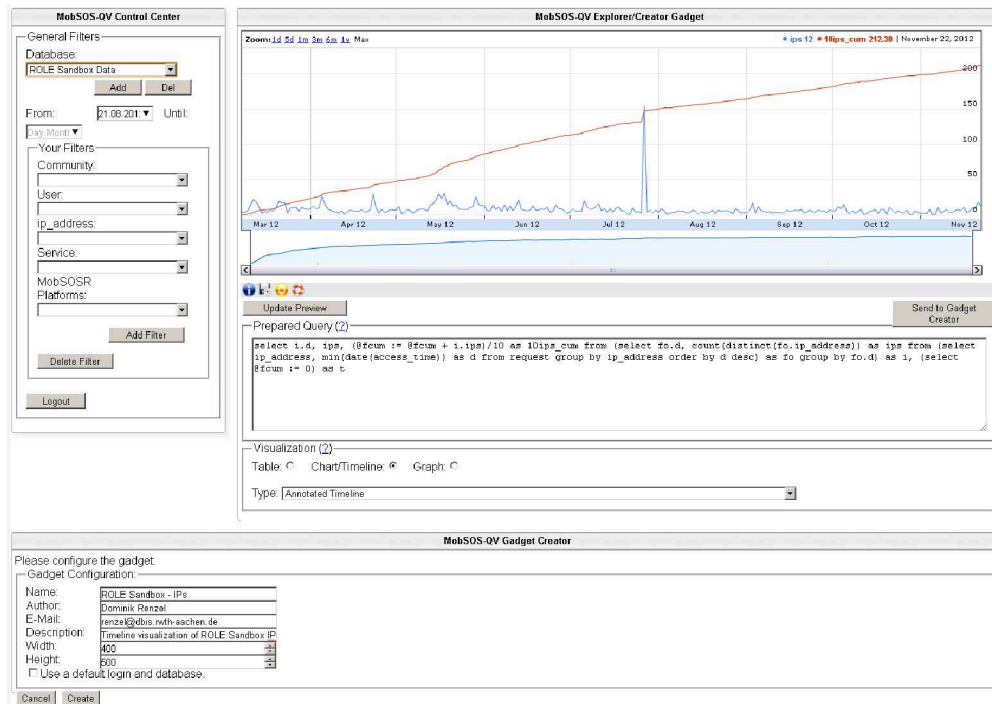 MobSOS-QV Control Center
General Filters
Database:
ROLE Sandbox Data
Add Del
From: 21.08.201 Until:
Day.Month
Your Filters
Community:
User:
ip_address:
Service:
MobSOSR
Platforms:
Add Filter
Delete Filter
Logout
MobSOS-QV Explorer/Creator Gadget
Zoom: 1d 5d 1m 3m 6m 1y Max
ips 12 10ips_cum 212.30 | November 22, 2012
200
150
100
50
0
Mar 12 Apr 12 May 12 Jun 12 Jul 12 Aug 12 Sep 12 Oct 12 Nov 12
Update Preview
Send to Gadget
Creator
Prepared Query (?)
select i.d, ips, (@fcum := @fcum + i.ips)/10 as 10ips_cum from (select fo.d, count(distinct(fo.ip_address)) as ips from (select
ip_address, min(date(access_time)) as d from request group by ip_address order by d desc) as fo group by fo.d) as i, (select
@fcum := 0) as t
Visualization (?)
Table: Chart/Timeline: Graph:
Type: Annotated Timeline
MobSOS-QV Gadget Creator
Please configure the gadget.
Gadget Configuration:
Name: ROLE Sandbox - IPs
Author: Dominik Renzel
E-Mail: renzel@dbis.rwth-aachen.de
Description: Timeline visualization of ROLE Sandbox IP
Width: 400
Height: 500
Use a default login and database.
Cancel Create